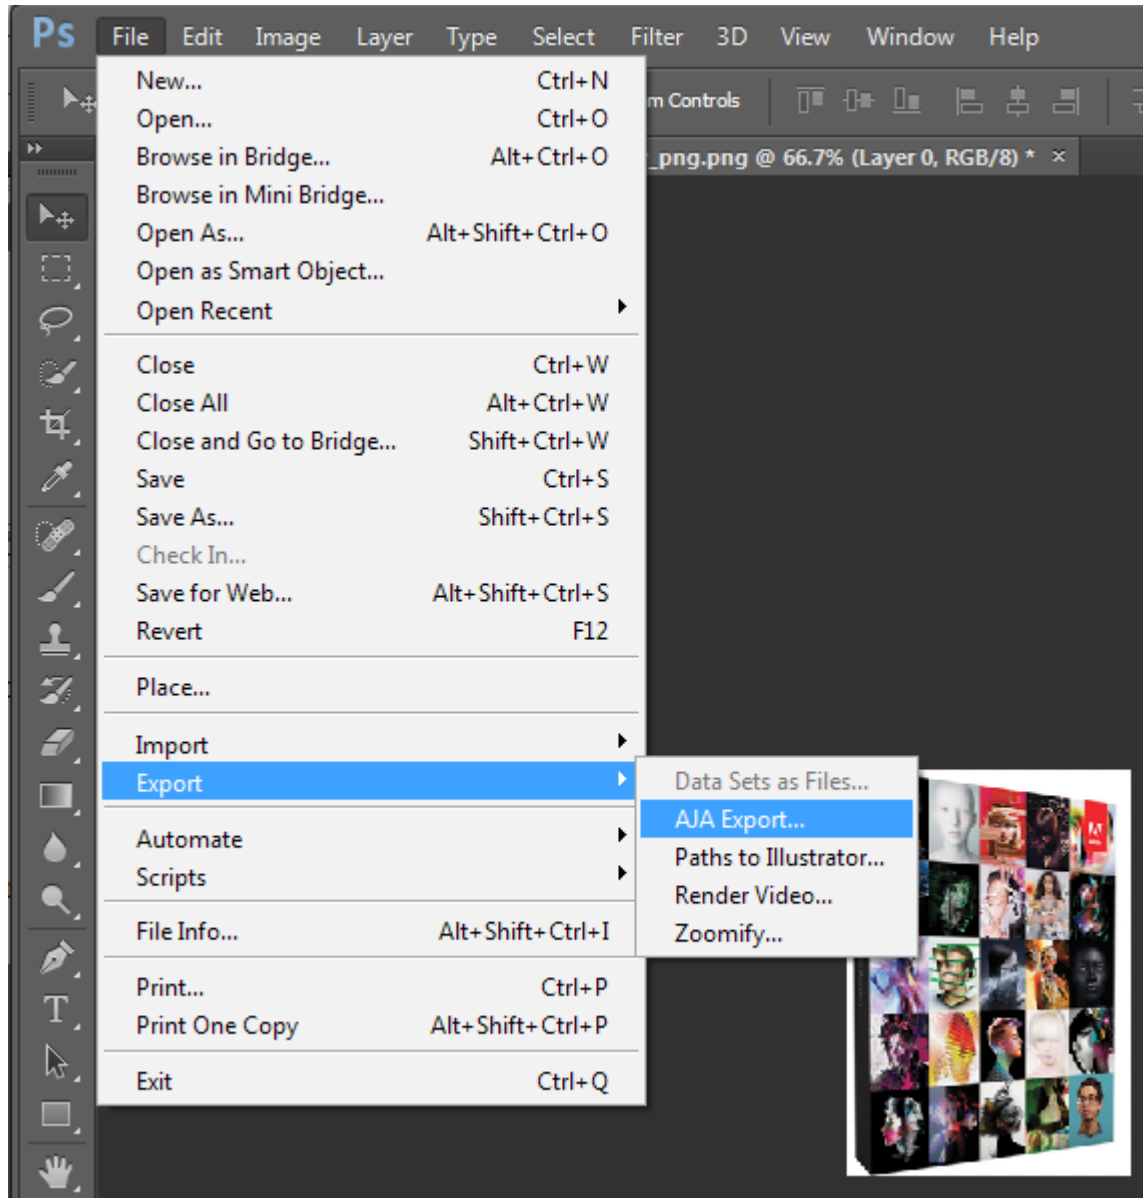 Ps File Edit Image Layer Type Select Filter 3D View Window Help
m Controls
_png.png @ 66.7% (Layer 0, RGB/8) * ×
New... Ctrl+N
Open... Ctrl+O
Browse in Bridge... Alt+Ctrl+O
Browse in Mini Bridge...
Open As... Alt+Shift+Ctrl+O
Open as Smart Object...
Open Recent
Close Ctrl+W
Close All Alt+Ctrl+W
Close and Go to Bridge... Shift+Ctrl+W
Save Ctrl+S
Save As... Shift+Ctrl+S
Check In...
Save for Web... Alt+Shift+Ctrl+S
Revert F12
Place...
Import
Export
Automate
Scripts
File Info... Alt+Shift+Ctrl+I
Print... Ctrl+P
Print One Copy Alt+Shift+Ctrl+P
Exit Ctrl+Q
Data Sets as Files...
AJA Export...
Paths to Illustrator...
Render Video...
Zoomify...
T